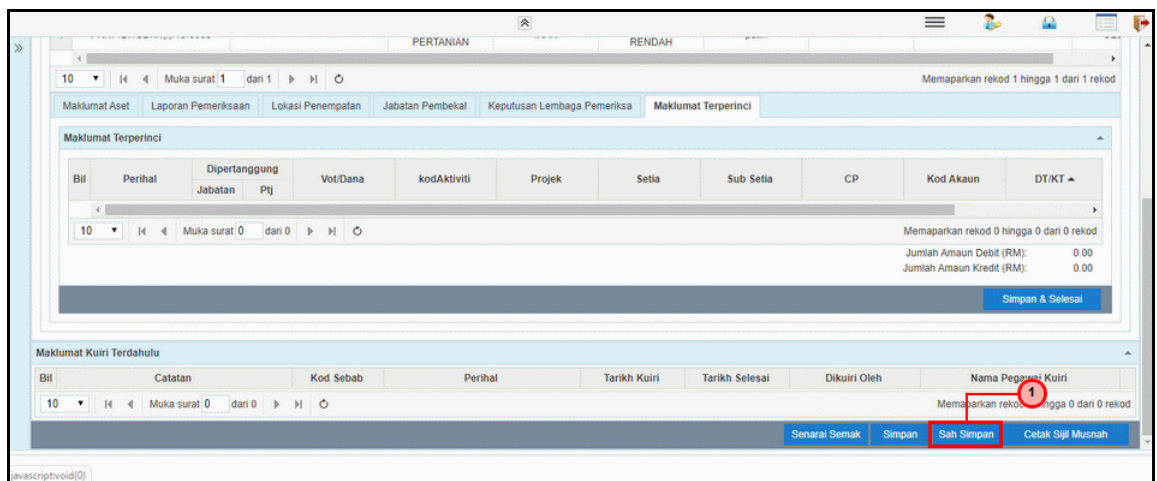 PERTANIAN RENDAH
10 Muka surat 1 dari 1 Memaparkan rekod 1 hingga 1 dari 1 rekod
Maklumat Aset Laporan Pemeriksaan Lokasi Penempatan Jabatan Pembekal Keputusan Lembaga Pemeriksa Maklumat Terperinci
Maklumat Terperinci
Bil Perihal Dipertanggung Vot/Dana kodAktiviti Projek Setia Sub Setia CP Kod Akaun DT/KT
Jabatan Ptj
10 Muka surat 0 dari 0 Memaparkan rekod 0 hingga 0 dari 0 rekod
Jumlah Amaun Debit (RM): 0.00
Jumlah Amaun Kredit (RM): 0.00
Simpan & Selesai
Maklumat Kuiri Terdahulu
Bil Catatan Kod Sebab Perihal Tarikh Kuiri Tarikh Selesai Dikuiri Oleh Nama Pegawai Kuiri
1
10 Muka surat 0 dari 0 Memaparkan 0 dari 0 rekod
Senarai Semak Simpan Sah Simpan Cetak Sijil Musnah
javascript:void(0)